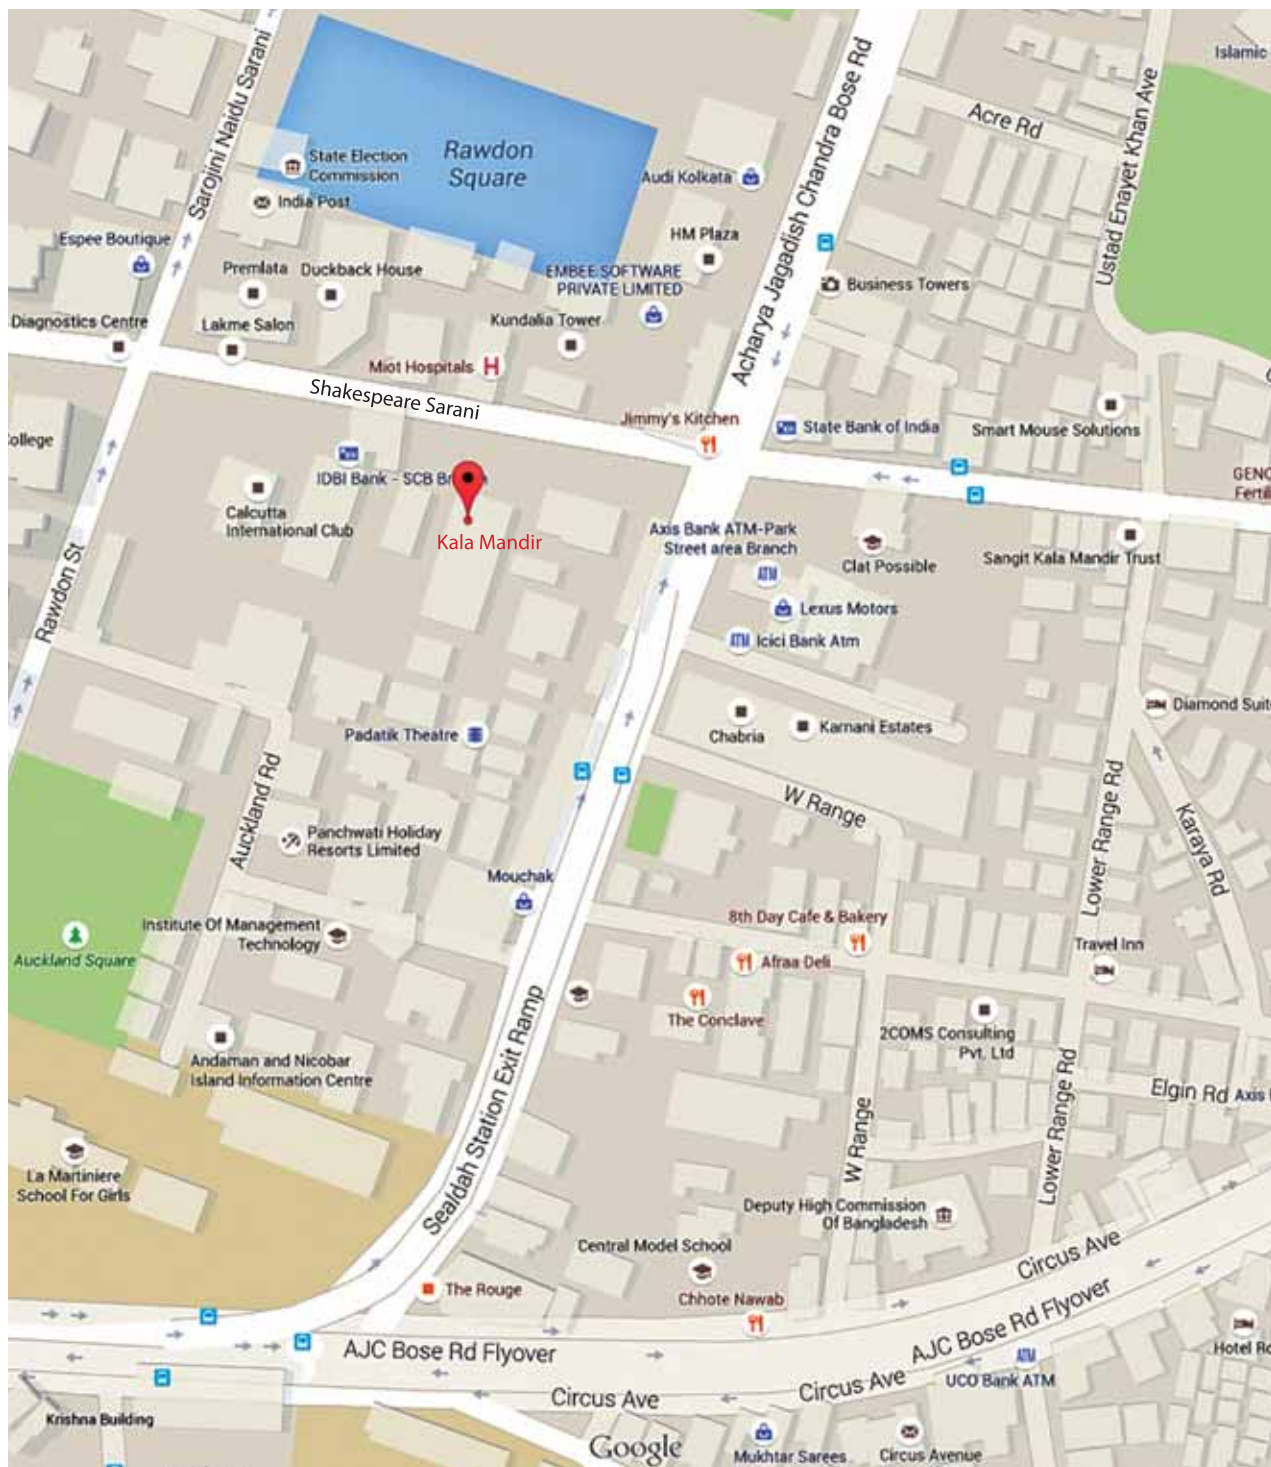 Sarojini Naidu Sarani
Rawdon
Square
State Election
Commission
India Post
Audi Kolkata
Acharya Jagadish Chandra Bose Rd
Acre Rd
Ustad Enayet Khan Ave
Islamic
Espee Boutique
Premlata
Duckback House
HM Plaza
EMBEE SOFTWARE
PRIVATE LIMITED
Business Towers
Diagnostics Centre
Lakme Salon
Kundalia Tower
Miot Hospitals
H
Shakespeare Sarani
Jimmy's Kitchen
State Bank of India
Smart Mouse Solutions
ollege
IDBI Bank - SCB Br
Calcutta
International Club
Kala Mandir
Axis Bank ATM-Park
Street area Branch
ATM
Clat Possible
Sangit Kala Mandir Trust
GENO
Fertil
Lexus Motors
ATM
Icici Bank Atm
Rawdon St
Diamond Suite
Padatik Theatre
Chabria
Karnani Estates
W Range
Auckland Rd
Lower Range Rd
Karaya Rd
Panchwati Holiday
Resorts Limited
Mouchak
Institute Of Management
Technology
8th Day Cafe & Bakery
Afraa Deli
Travel Inn
Auckland Square
The Conclave
2COMS Consulting
Pvt. Ltd
Andaman and Nicobar
Island Information Centre
Sealdah Station Exit Ramp
Elgin Rd
Axis
W Range
Lower Range Rd
La Martiniere
School For Girls
Deputy High Commission
Of Bangladesh
Central Model School
Circus Ave
The Rouge
Chhote Nawab
AJC Bose Rd Flyover
AJC Bose Rd Flyover
Hotel Ro
ATM
UCO Bank ATM
Circus Ave
Circus Ave
Krishna Building
Google
Mukhtar Sarees
Circus Avenue